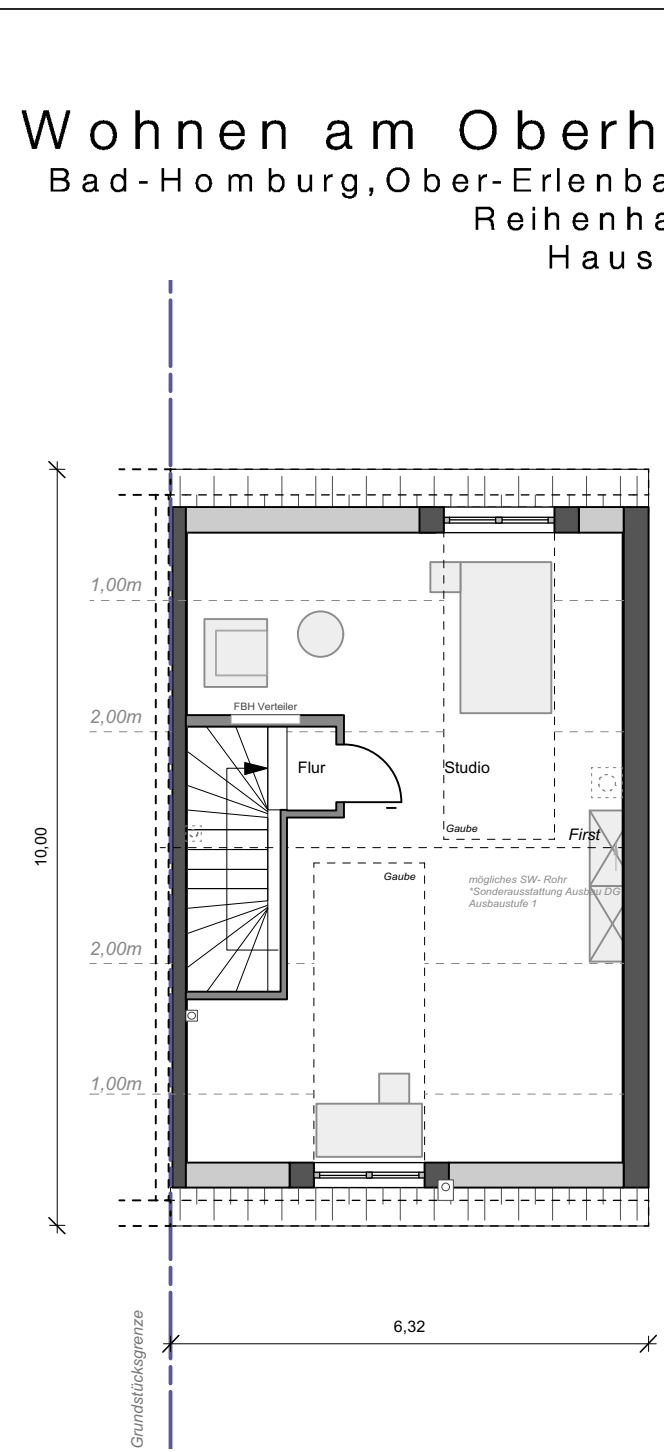 Wohnen am Oberh
Bad-Homburg,Ober-Erlenba
Reihenha
Haus
1,00m
2,00m
FBH Verteiler
Flur
Studio
Gaube
First
10,00
Gaube
mögliches SW- Rohr
*Sonderausstattung Ausbau DG
Ausbaustufe 1
2,00m
1,00m
6,32
Grundstücksgrenze